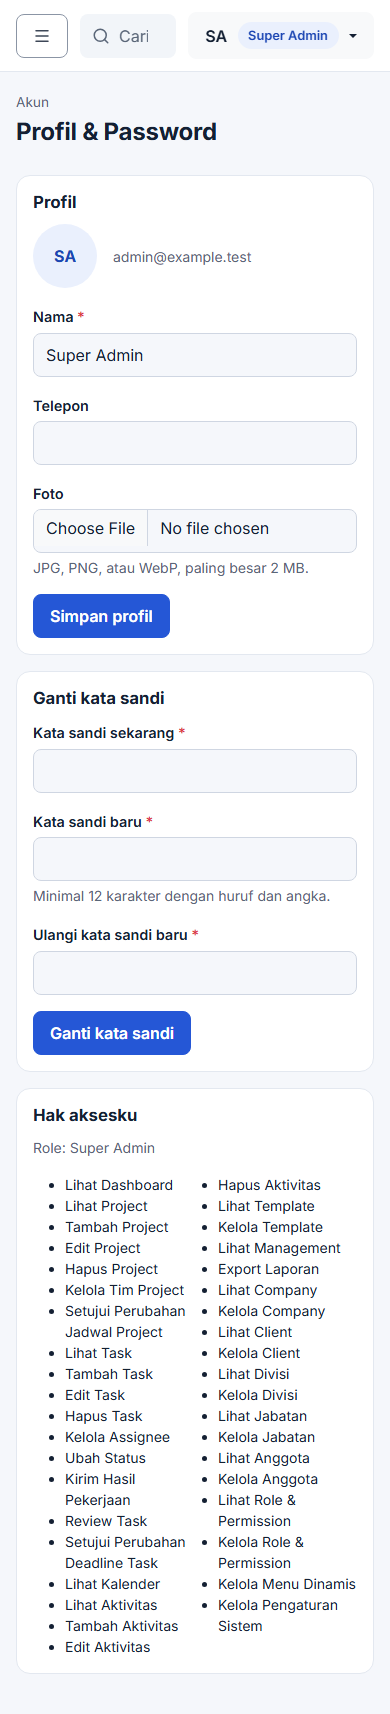 Cari
SA Super Admin
Akun
Profil & Password
Profil
SA
admin@example.test
Nama *
Super Admin
Telepon
Foto
Choose File No file chosen
JPG, PNG, atau WebP, paling besar 2 MB.
Simpan profil
Ganti kata sandi
Kata sandi sekarang *
Kata sandi baru *
Minimal 12 karakter dengan huruf dan angka.
Ulangi kata sandi baru *
Ganti kata sandi
Hak aksesku
Role: Super Admin
Lihat Dashboard
Lihat Project
Tambah Project
Edit Project
Hapus Project
Kelola Tim Project
Setujui Perubahan
Jadwal Project
Lihat Task
Tambah Task
Edit Task
Hapus Task
Kelola Assignee
Ubah Status
Kirim Hasil
Pekerjaan
Review Task
Setujui Perubahan
Deadline Task
Lihat Kalender
Lihat Aktivitas
Tambah Aktivitas
Edit Aktivitas
Hapus Aktivitas
Lihat Template
Kelola Template
Lihat Management
Export Laporan
Lihat Company
Kelola Company
Lihat Client
Kelola Client
Lihat Divisi
Kelola Divisi
Lihat Jabatan
Kelola Jabatan
Lihat Anggota
Kelola Anggota
Lihat Role &
Permission
Kelola Role &
Permission
Kelola Menu Dinamis
Kelola Pengaturan
Sistem